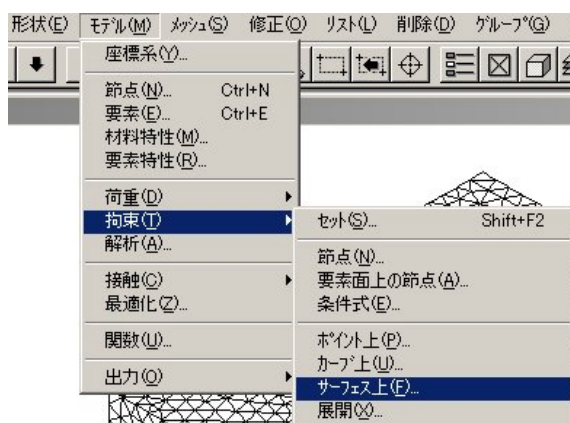 形状(E) モデル(M) メッシュ(S) 修正(O) リスト(L) 削除(D) グループ(G)
座標系(Y)...
節点(N)... Ctrl+N
要素(E)... Ctrl+E
材料特性(M)...
要素特性(R)...
荷重(D)
拘束(T)
解析(A)...
接触(C)
最適化(Z)...
関数(U)...
出力(O)
セット(S)... Shift+F2
節点(N)...
要素面上の節点(A)...
条件式(E)...
ポイント上(P)...
カーブ上(U)...
サーフェス上(F)...
展開(X)...